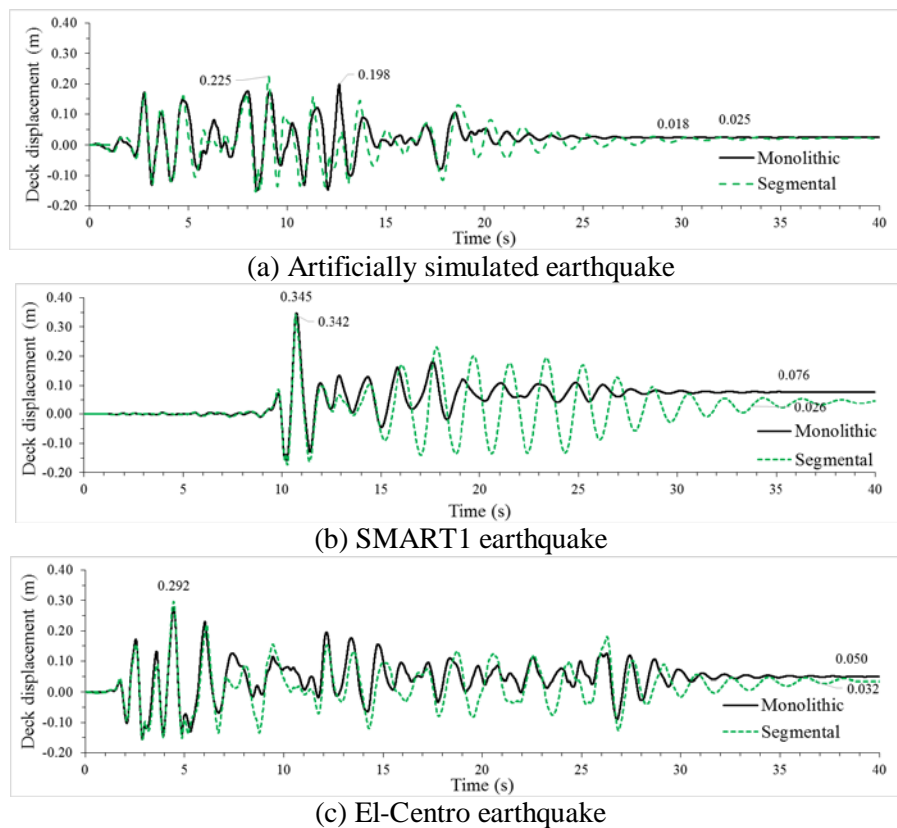 Deck displacement (m)
0.40
0.30
0.20
0.10
0.00
-0.10
-0.20
0.225
0.198
0.018
0.025
Monolithic
Segmental
0 5 10 15 20 25 30 35 40
Time (s)
(a) Artificially simulated earthquake
Deck displacement (m)
0.40
0.30
0.20
0.10
0.00
-0.10
-0.20
0.345
0.342
0.076
0.026
Monolithic
Segmental
0 5 10 15 20 25 30 35 40
Time (s)
(b) SMART1 earthquake
Deck displacement (m)
0.40
0.30
0.20
0.10
0.00
-0.10
-0.20
0.292
0.050
0.032
Monolithic
Segmental
0 5 10 15 20 25 30 35 40
Time (s)
(c) El-Centro earthquake